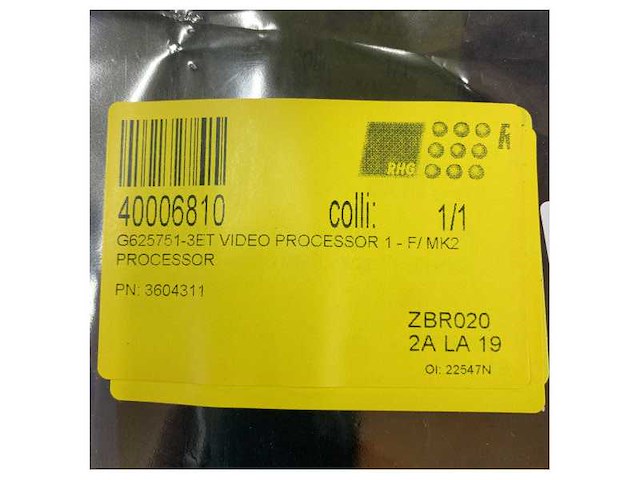 RHG
R
40006810 colli: 1/1
G625751-3ET VIDEO PROCESSOR 1 - F/ MK2
PROCESSOR
PN: 3604311
ZBR020
2A LA 19
OI: 22547N